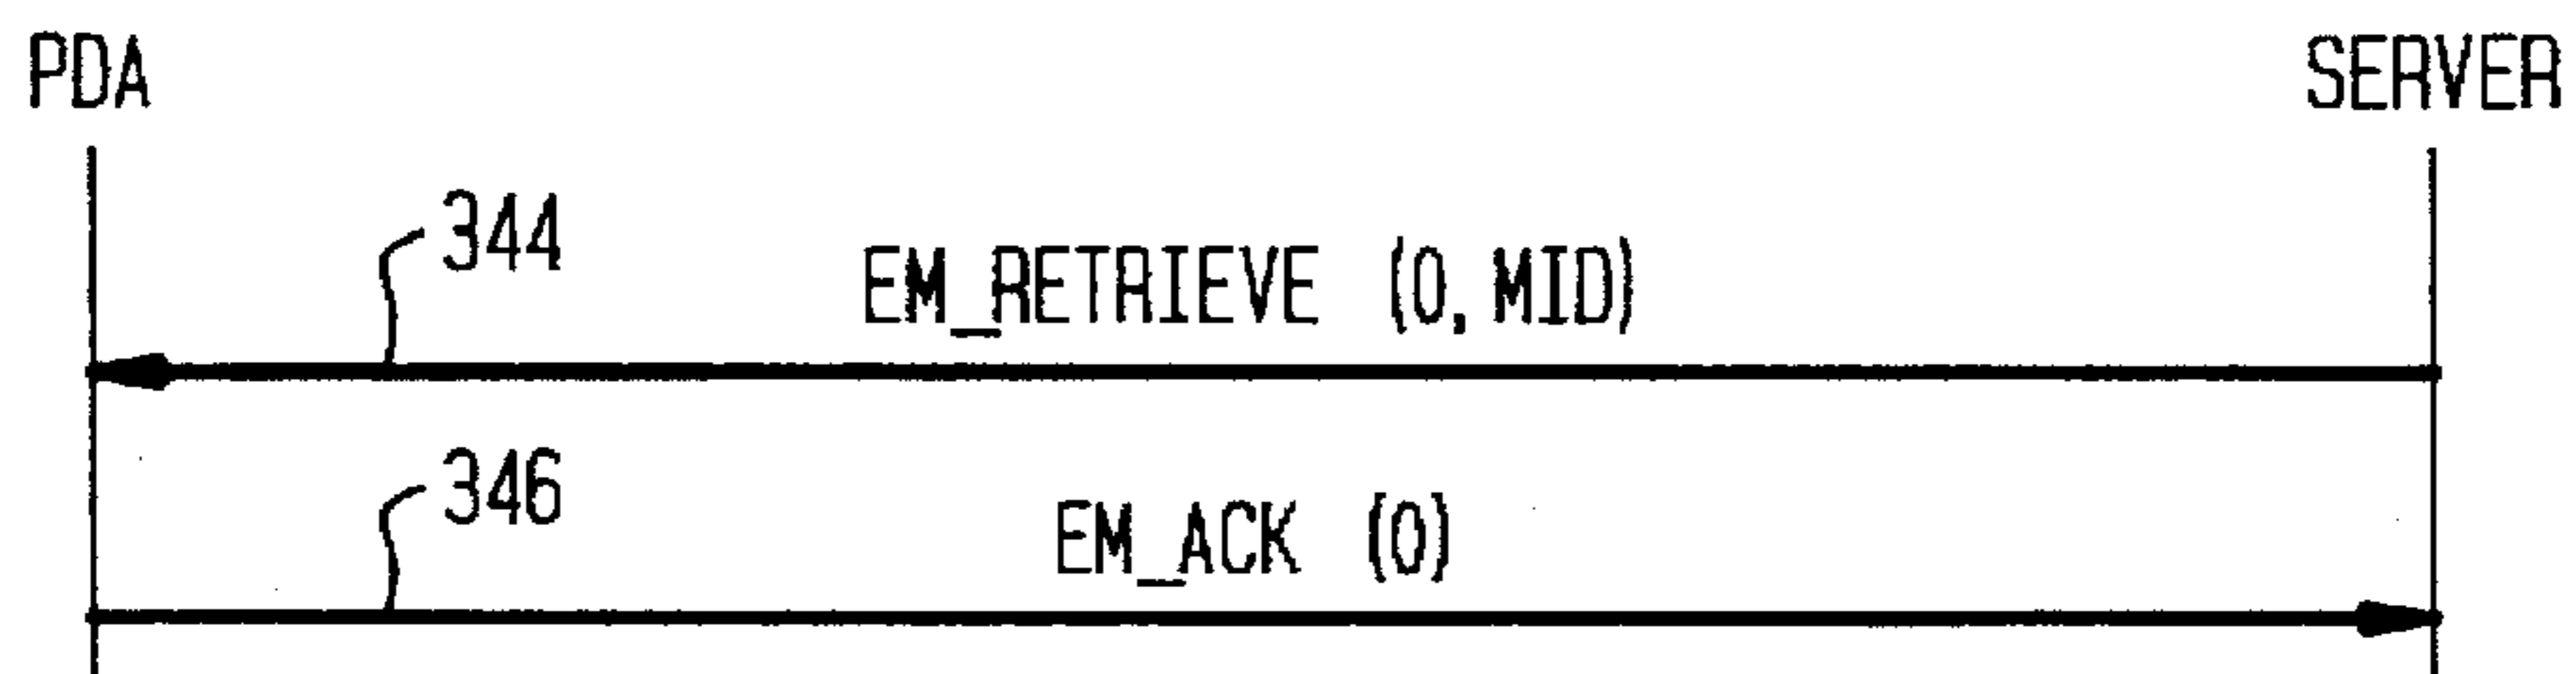 PDA SERVER
344
EM_RETRIEVE (0, MID)
346
EM_ACK (0)